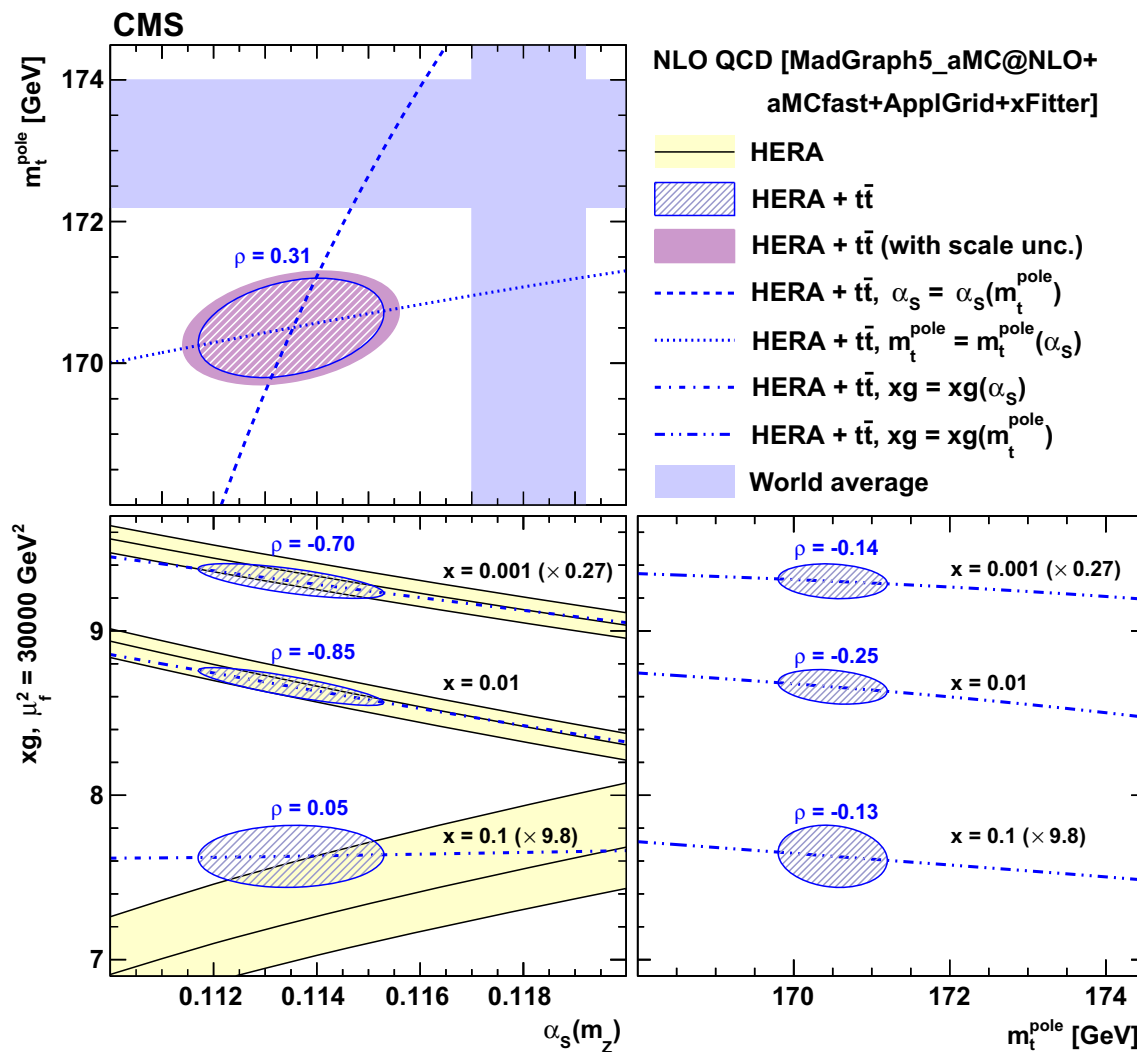 CMS
m_t^pole [GeV]
174
172
170
ρ = 0.31
NLO QCD [MadGraph5_aMC@NLO+
aMCfast+ApplGrid+xFitter]
HERA
HERA + tt̄
HERA + tt̄ (with scale unc.)
HERA + tt̄, α_S = α_S(m_t^pole)
HERA + tt̄, m_t^pole = m_t^pole(α_S)
HERA + tt̄, xg = xg(α_S)
HERA + tt̄, xg = xg(m_t^pole)
World average
xg, μ_f^2 = 30000 GeV^2
9
8
7
ρ = -0.70
x = 0.001 (× 0.27)
ρ = -0.85
x = 0.01
ρ = 0.05
x = 0.1 (× 9.8)
0.112
0.114
0.116
0.118
α_S(m_Z)
ρ = -0.14
x = 0.001 (× 0.27)
ρ = -0.25
x = 0.01
ρ = -0.13
x = 0.1 (× 9.8)
170
172
174
m_t^pole [GeV]